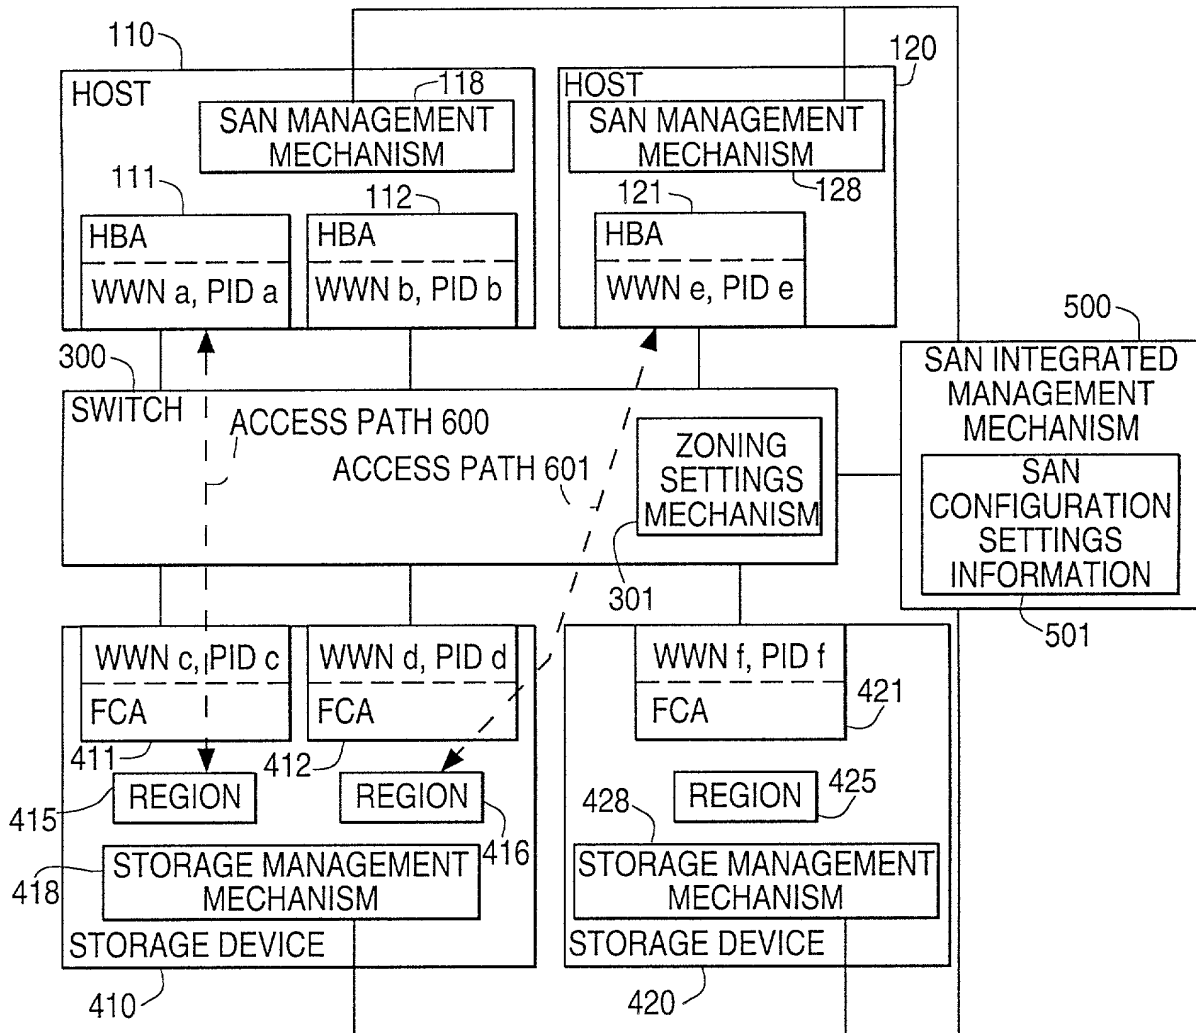 110
120
HOST
118
SAN MANAGEMENT
MECHANISM
HOST
SAN MANAGEMENT
MECHANISM
128
111
HBA
WWN a, PID a
112
HBA
WWN b, PID b
121
HBA
WWN e, PID e
500
SAN INTEGRATED
MANAGEMENT
MECHANISM
SAN
CONFIGURATION
SETTINGS
INFORMATION
501
300
SWITCH
ACCESS PATH 600
ACCESS PATH 601
ZONING
SETTINGS
MECHANISM
301
WWN c, PID c
FCA
411
WWN d, PID d
FCA
412
WWN f, PID f
FCA
421
415
REGION
REGION
416
REGION
425
418
STORAGE MANAGEMENT
MECHANISM
STORAGE DEVICE
410
428
STORAGE MANAGEMENT
MECHANISM
STORAGE DEVICE
420